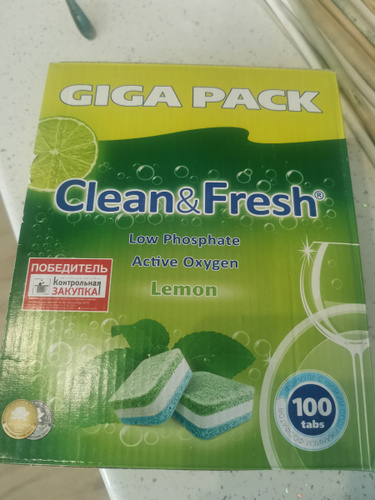 GIGA PACK
Clean&Fresh®
Low Phosphate
Active Oxygen
Lemon
ПОБЕДИТЕЛЬ
Контрольная
ЗАКУПКА!
100
tabs